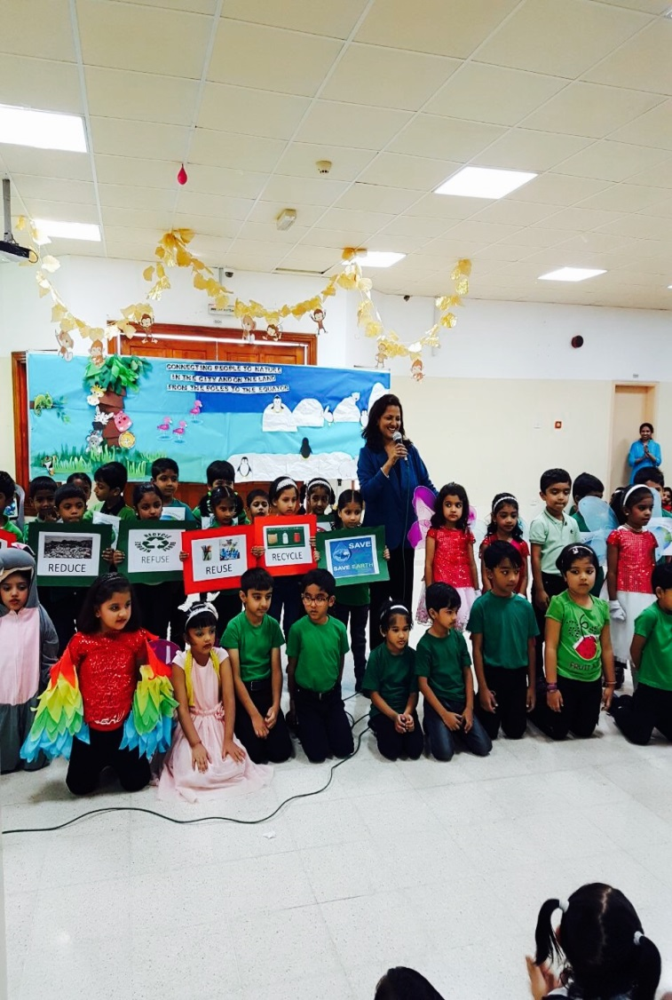 CONNECTING PEOPLE TO NATURE
IN THE CITY AND ON THE LAND
FROM THE POLES TO THE EQUATOR
REDUCE
REFUSE
REUSE
RECYCLE
SAVE
SAVE EARTH